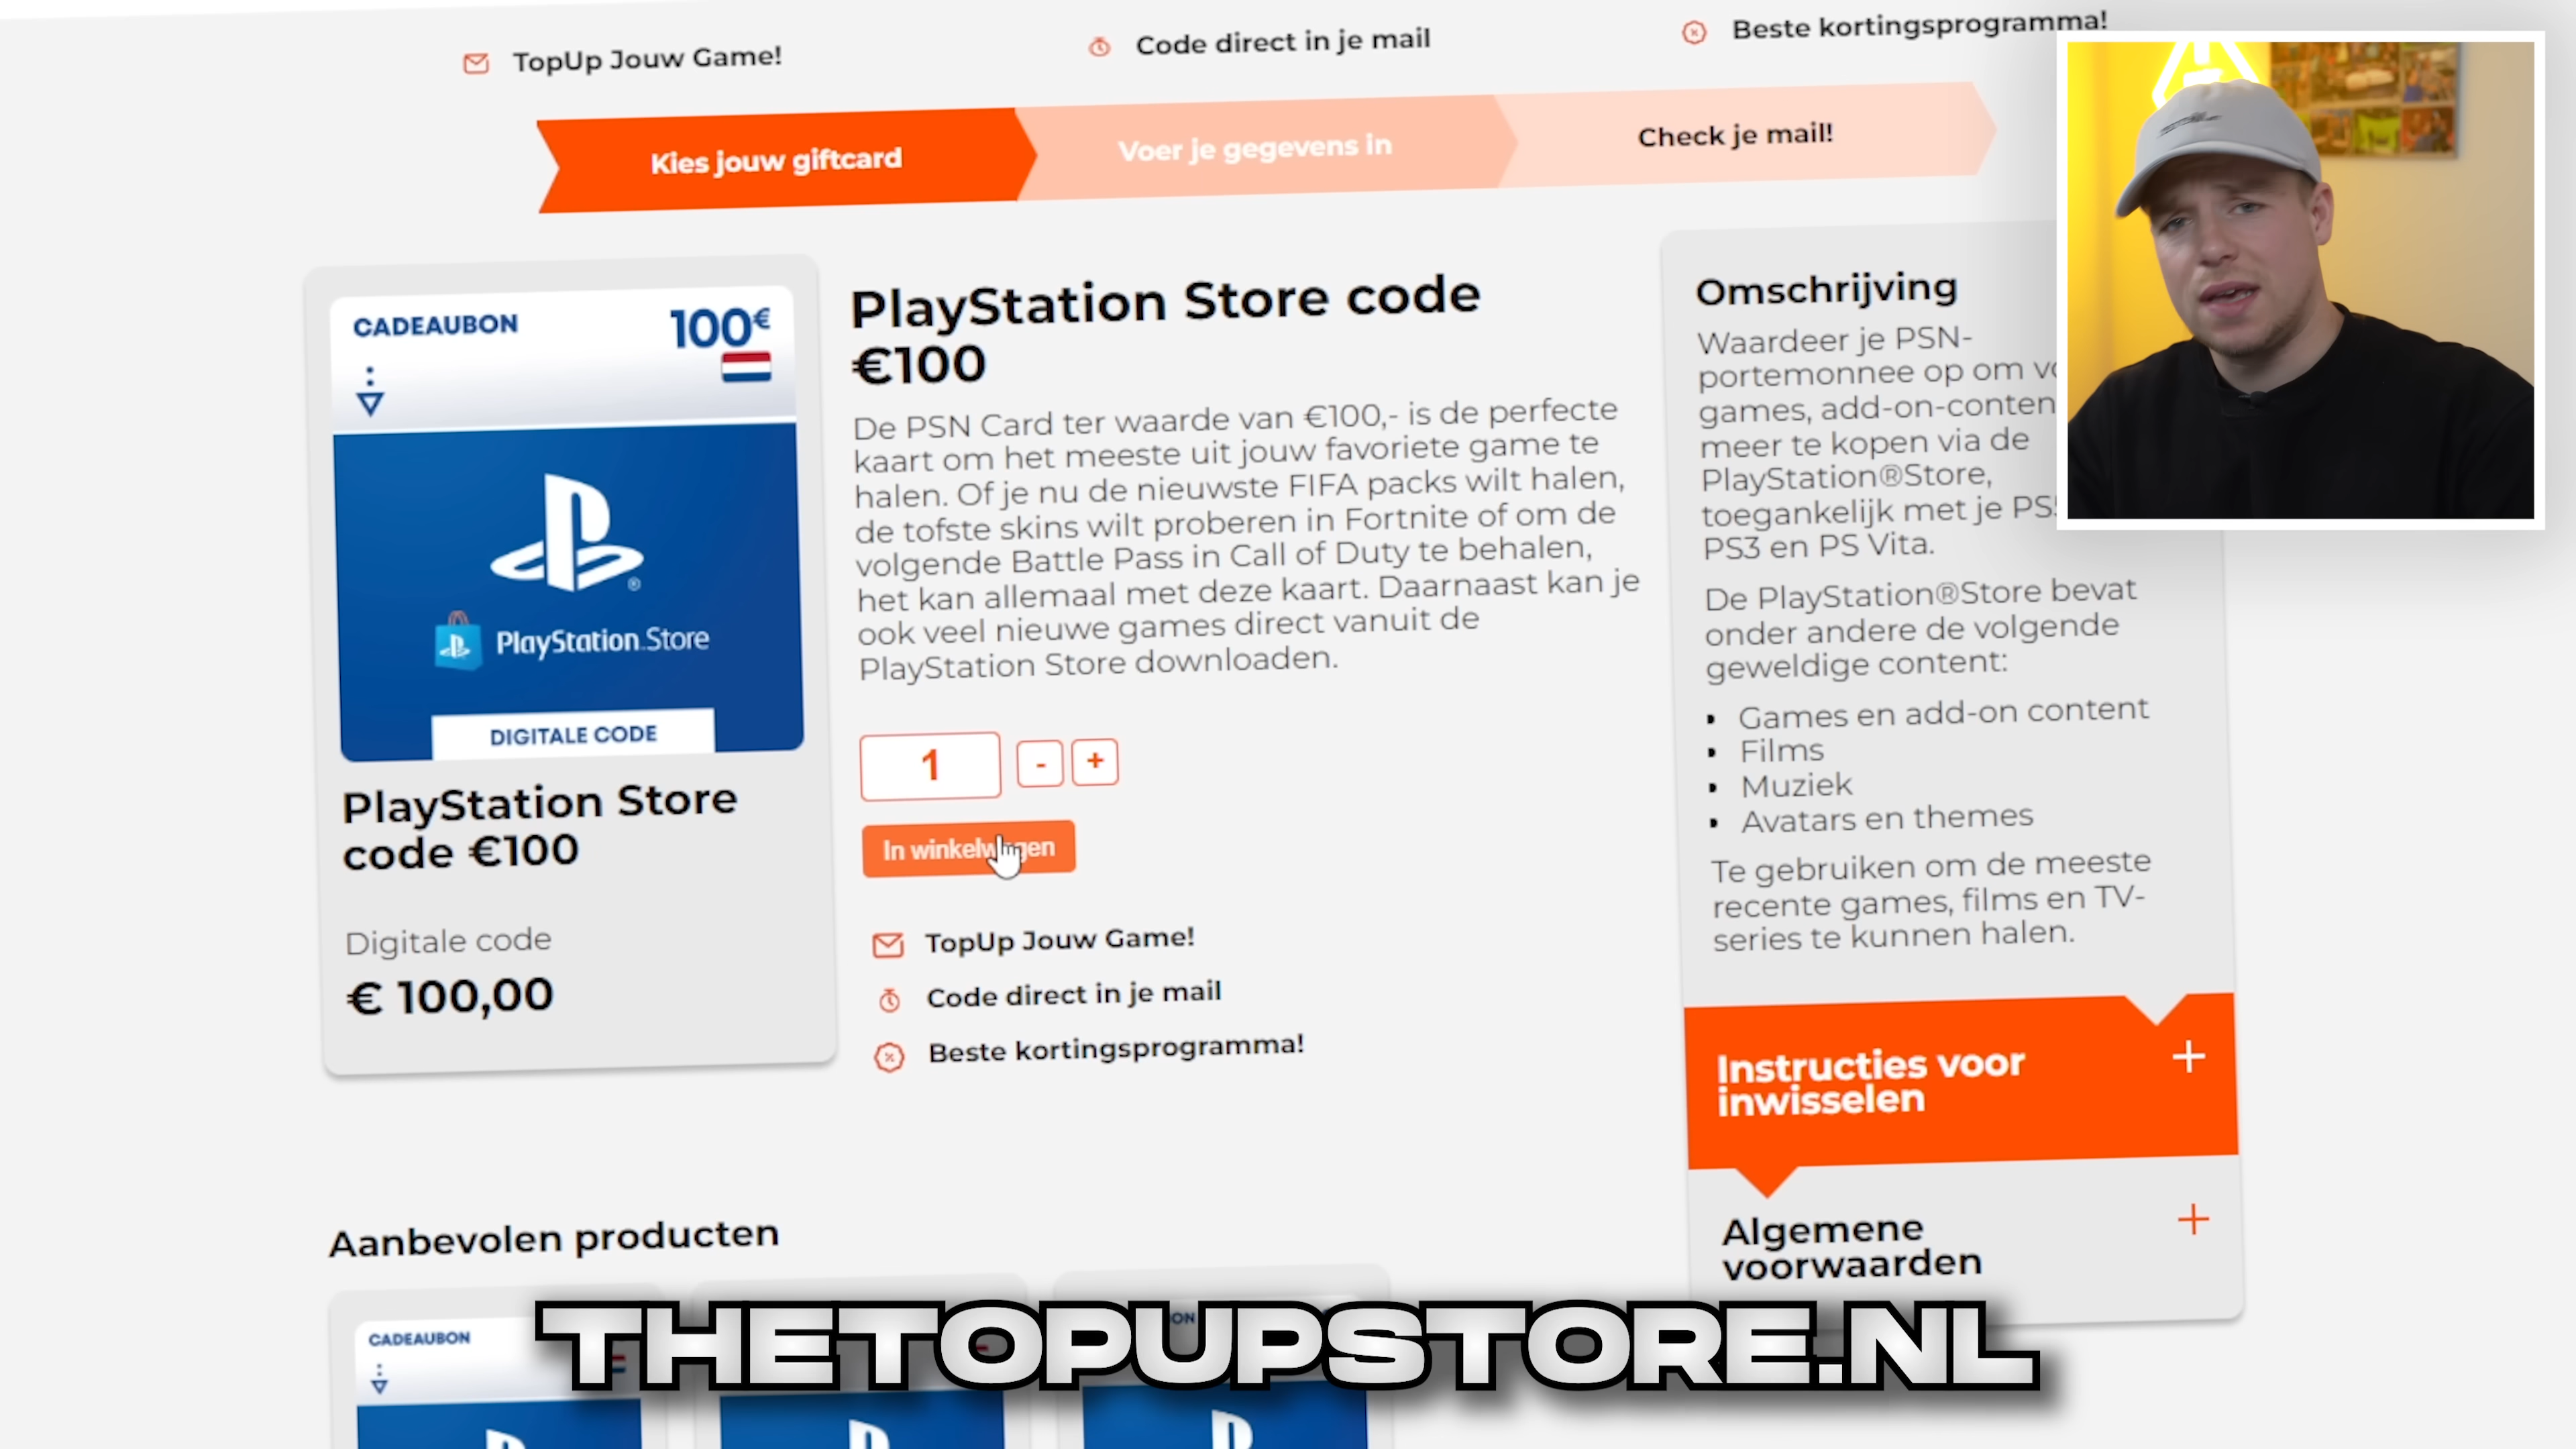 TopUp Jouw Game!
Code direct in je mail
Beste kortingsprogramma!
Kies jouw giftcard
Voer je gegevens in
Check je mail!
CADEAUBON
100€
PlayStation Store
DIGITALE CODE
PlayStation Store
code €100
Digitale code
€ 100,00
PlayStation Store code
€100
De PSN Card ter waarde van €100,- is de perfecte
kaart om het meeste uit jouw favoriete game te
halen. Of je nu de nieuwste FIFA packs wilt halen,
de tofste skins wilt proberen in Fortnite of om de
volgende Battle Pass in Call of Duty te behalen,
het kan allemaal met deze kaart. Daarnaast kan je
ook veel nieuwe games direct vanuit de
PlayStation Store downloaden.
1
-
+
In winkelwagen
TopUp Jouw Game!
Code direct in je mail
Beste kortingsprogramma!
Omschrijving
Waardeer je PSN-
portemonnee op om
games, add-on-conten
meer te kopen via de
PlayStation®Store,
toegankelijk met je
PS3 en PS Vita.
De PlayStation®Store bevat
onder andere de volgende
geweldige content:
• Games en add-on content
• Films
• Muziek
• Avatars en themes
Te gebruiken om de meeste
recente games, films en TV-
series te kunnen halen.
Instructies voor
inwisselen
+
Algemene
voorwaarden
+
Aanbevolen producten
CADEAUBON
THETOPUPSTORE.NL